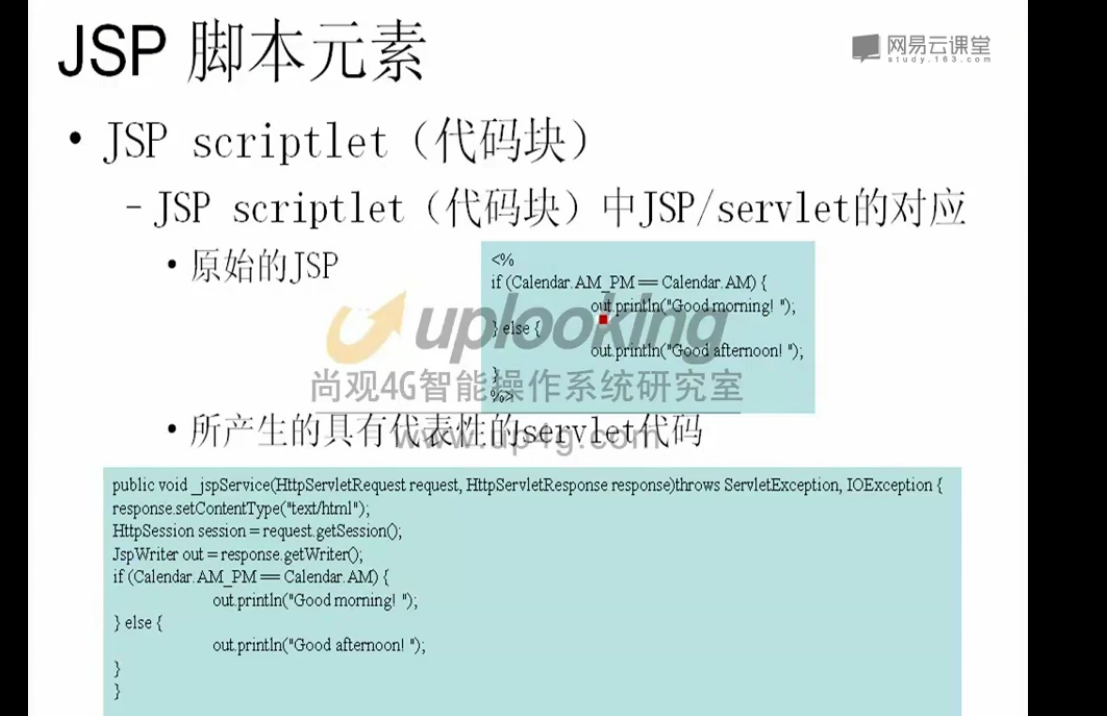 JSP 脚本元素
网易云课堂
study.163.com
• JSP scriptlet（代码块）
– JSP scriptlet（代码块）中JSP/servlet的对应
• 原始的JSP
<%
if (Calendar.AM_PM == Calendar.AM) {
out.println("Good morning! ");
} else {
out.println("Good afternoon! ");
}
%>
uplooking
尚观4G智能操作系统研究室
www.up4g.com
• 所产生的具有代表性的servlet代码
public void _jspService(HttpServletRequest request, HttpServletResponse response)throws ServletException, IOException {
response.setContentType("text/html");
HttpSession session = request.getSession();
JspWriter out = response.getWriter();
if (Calendar.AM_PM == Calendar.AM) {
out.println("Good morning! ");
} else {
out.println("Good afternoon! ");
}
}